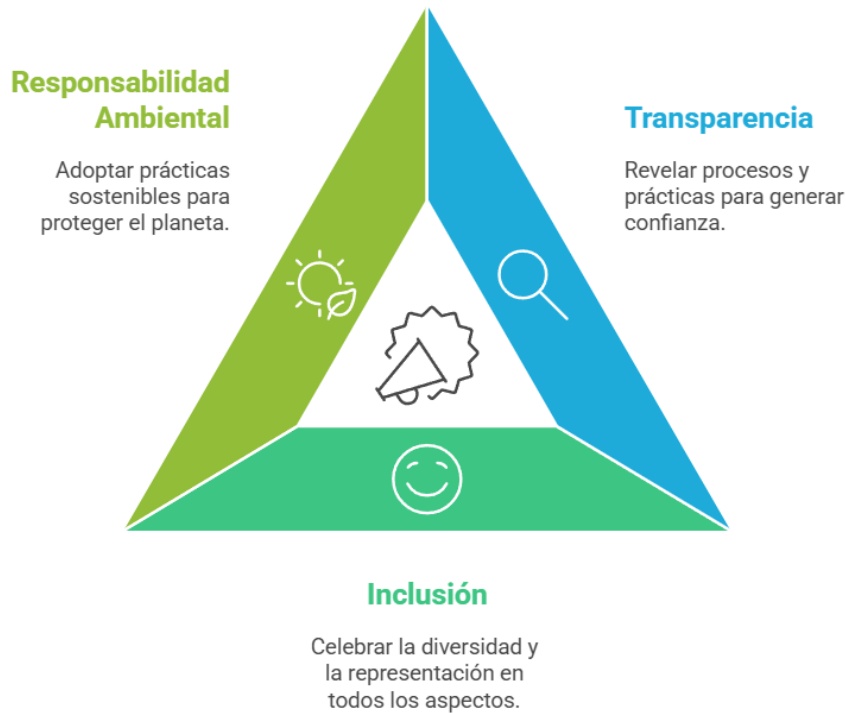 Responsabilidad
Ambiental
Adoptar prácticas
sostenibles para
proteger el planeta.
Transparencia
Revelar procesos y
prácticas para generar
confianza.
Inclusión
Celebrar la diversidad y
la representación en
todos los aspectos.